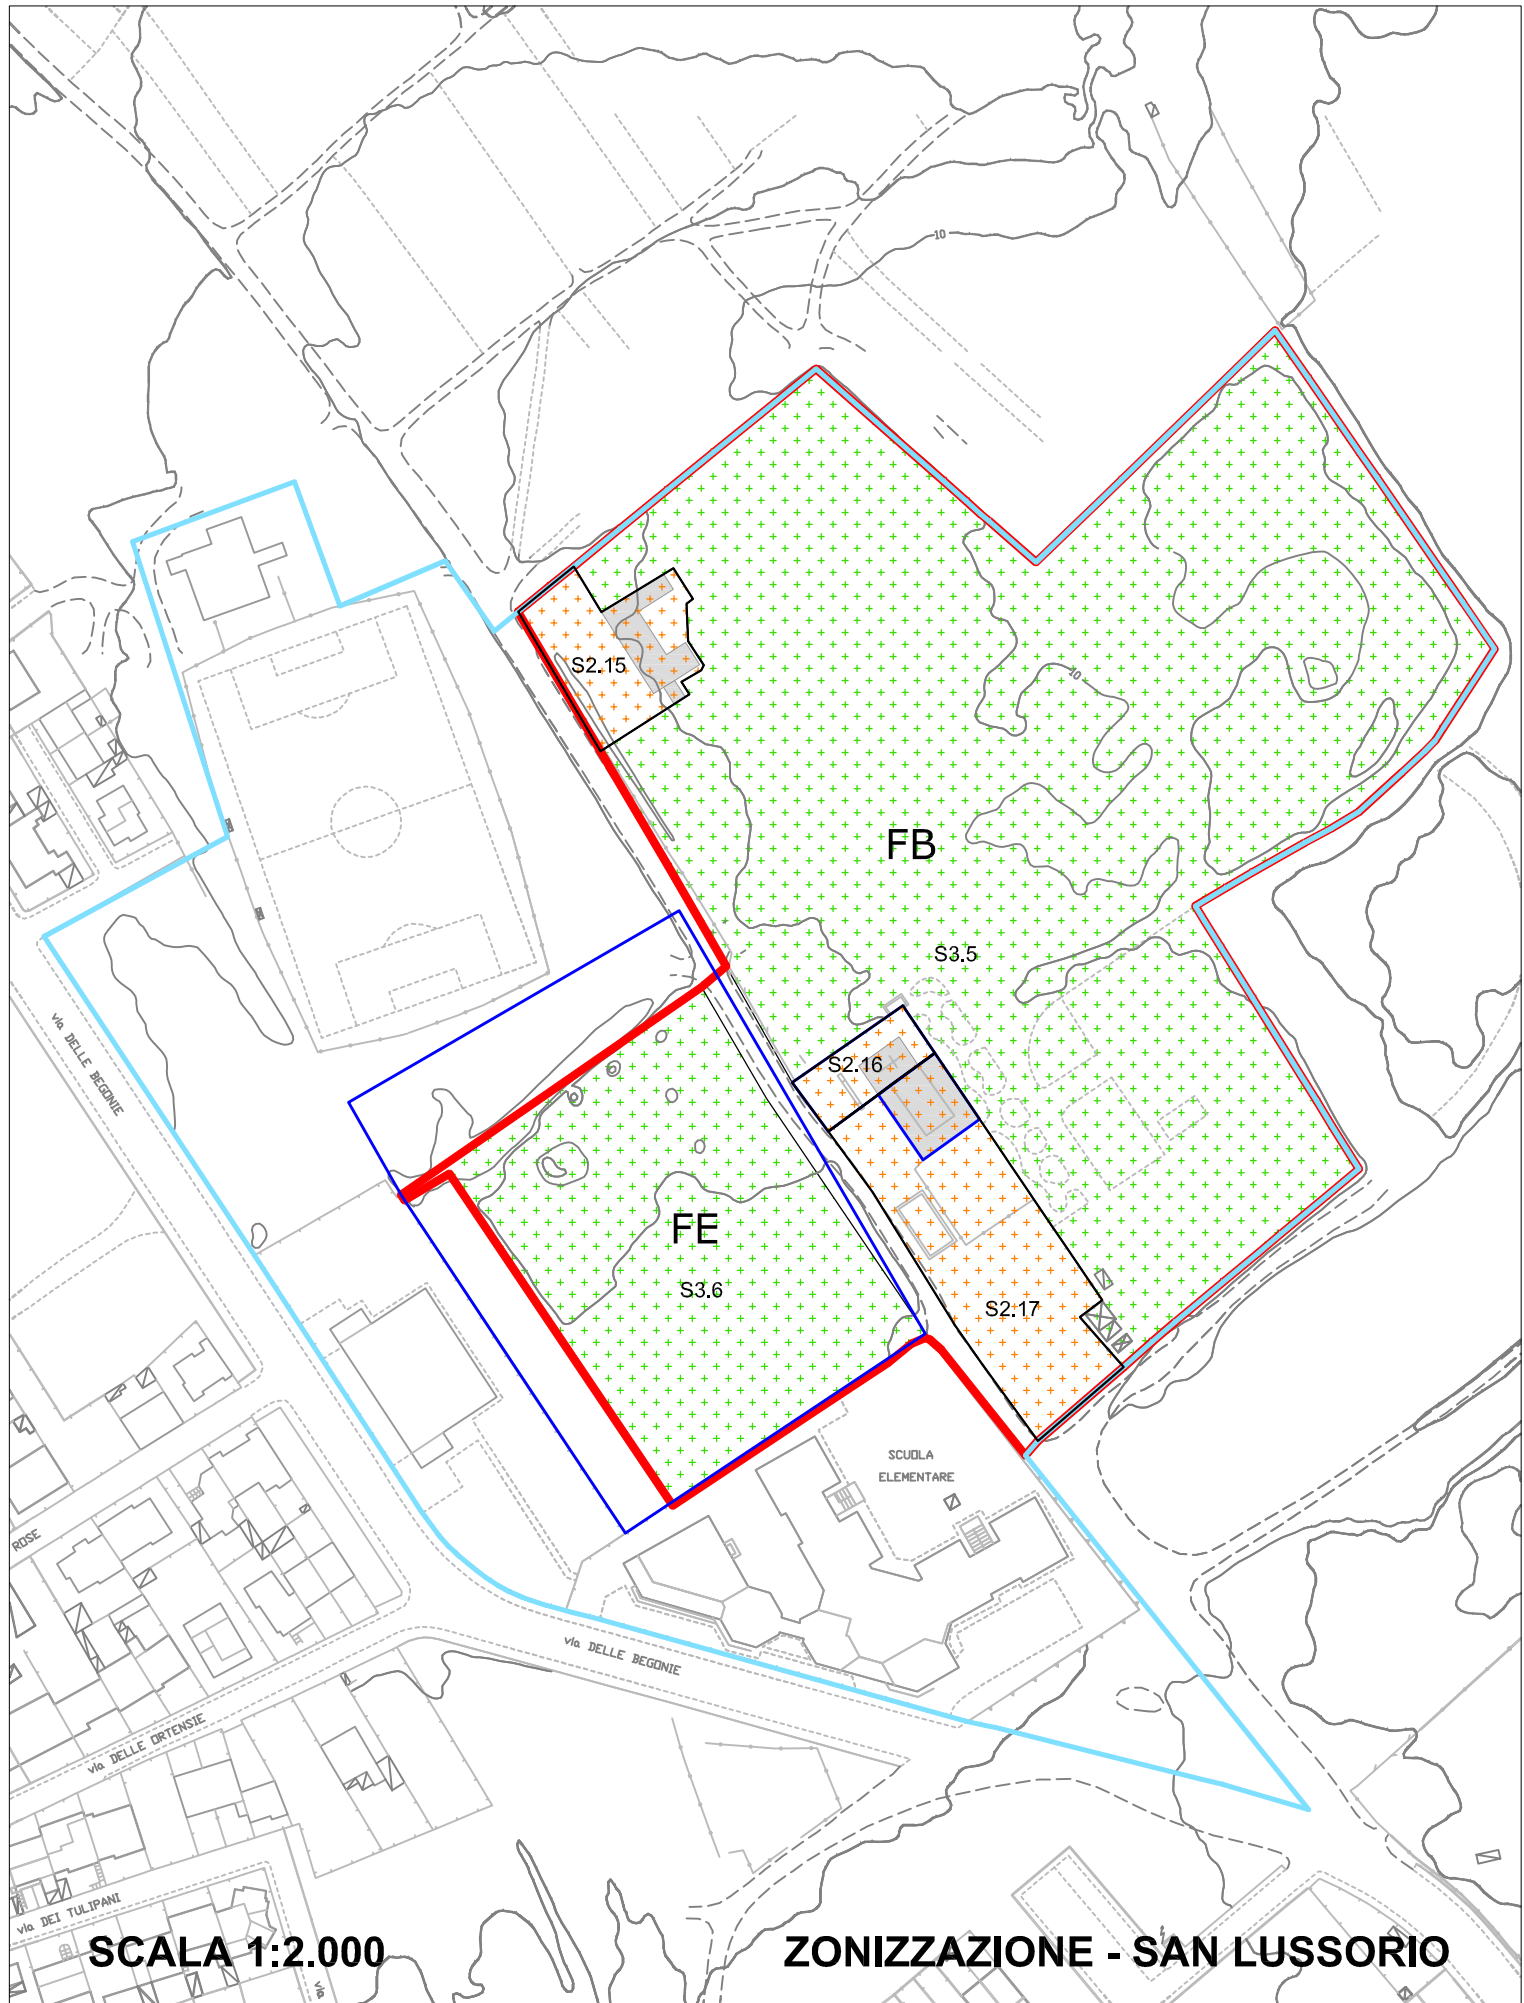 10
10
S2.15
FB
S3.5
S2.16
via DELLE BEGONIE
FE
S3.6
S2.17
SCUOLA
ELEMENTARE
ROSE
via DELLE BEGONIE
via DELLE ORTENSIE
via DEI TULIPANI
via
SCALA 1:2.000
ZONIZZAZIONE - SAN LUSSORIO